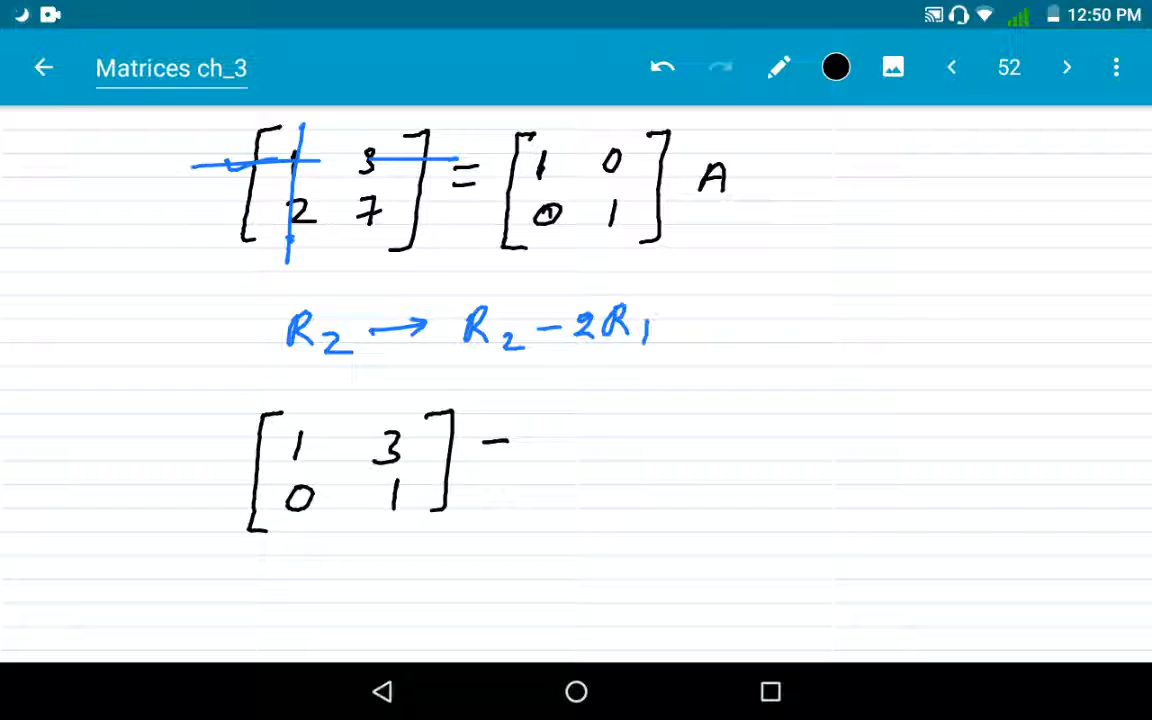 12:50 PM
Matrices ch_3 52
[ 1 3 ] = [ 1 0 ] A
[ 2 7 ] [ 0 1 ]
R2 → R2 - 2R1
[ 1 3 ] -
[ 0 1 ]